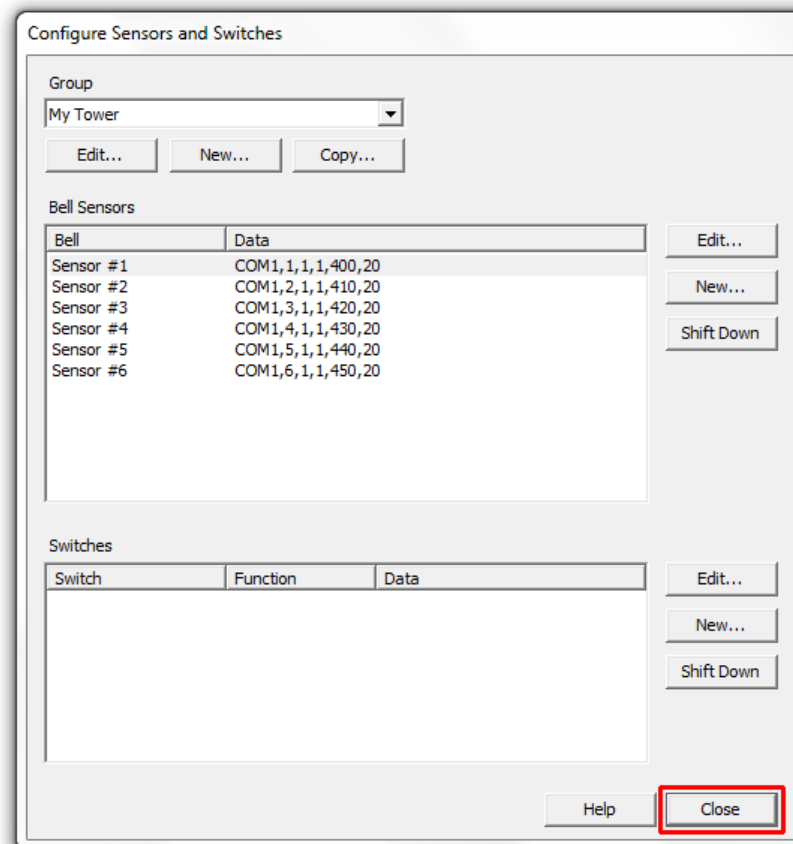 Configure Sensors and Switches
Group
My Tower
Edit... New... Copy...
Bell Sensors
Bell Data
Sensor #1 COM1,1,1,1,400,20
Sensor #2 COM1,2,1,1,410,20
Sensor #3 COM1,3,1,1,420,20
Sensor #4 COM1,4,1,1,430,20
Sensor #5 COM1,5,1,1,440,20
Sensor #6 COM1,6,1,1,450,20
Edit...
New...
Shift Down
Switches
Switch Function Data
Edit...
New...
Shift Down
Help Close